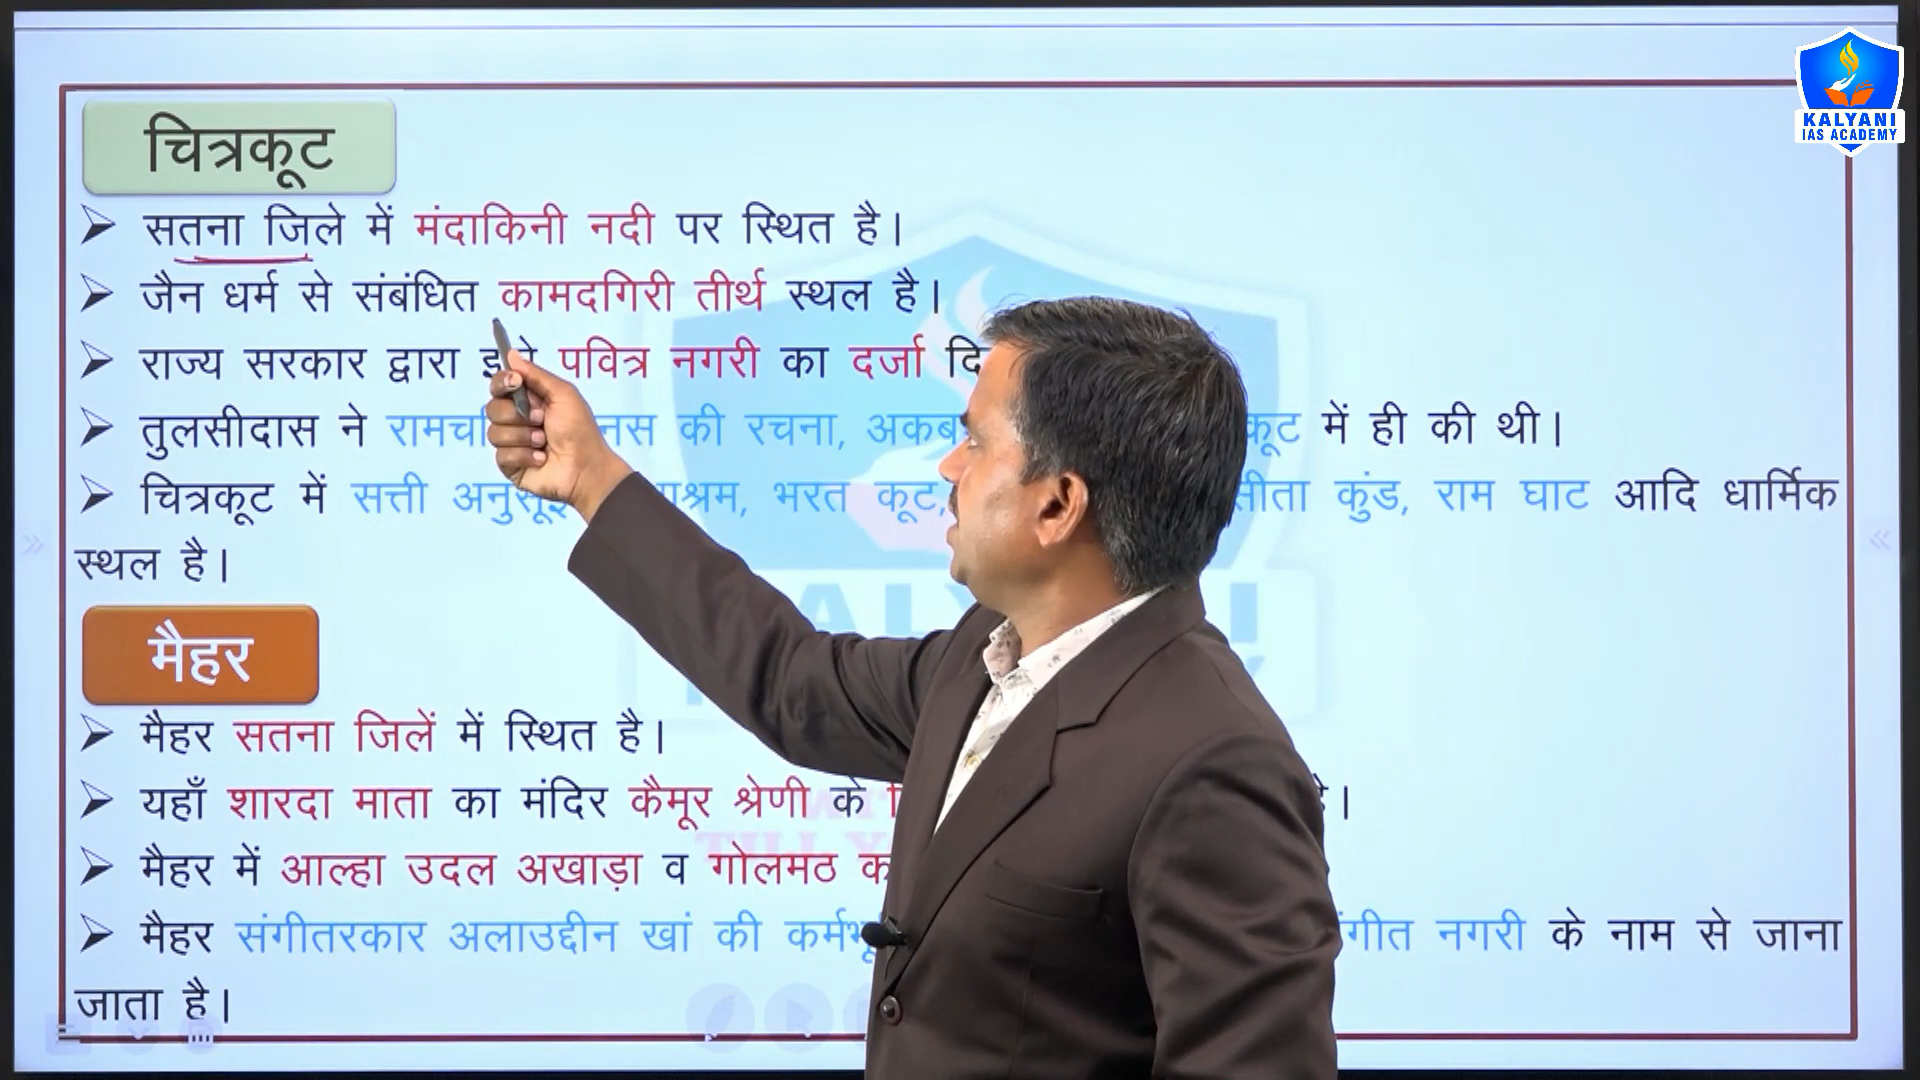 KALYANI
IAS ACADEMY
चित्रकूट
➢ सतना जिले में मंदाकिनी नदी पर स्थित है।
➢ जैन धर्म से संबंधित कामदगिरी तीर्थ स्थल है।
➢ राज्य सरकार द्वारा पवित्र नगरी का दर्जा
➢ तुलसीदास ने की रचना, में ही की थी।
➢ चित्रकूट में सत्ती भरत कूट, सीता कुंड, राम घाट आदि धार्मिक
स्थल है।
मैहर
➢ मैहर सतना जिलें में स्थित है।
➢ यहाँ शारदा माता का मंदिर कैमूर श्रेणी के
➢ मैहर में आल्हा उदल अखाड़ा व गोलमठ
➢ मैहर संगीतरकार अलाउद्दीन खां की नगरी के नाम से जाना
जाता है।